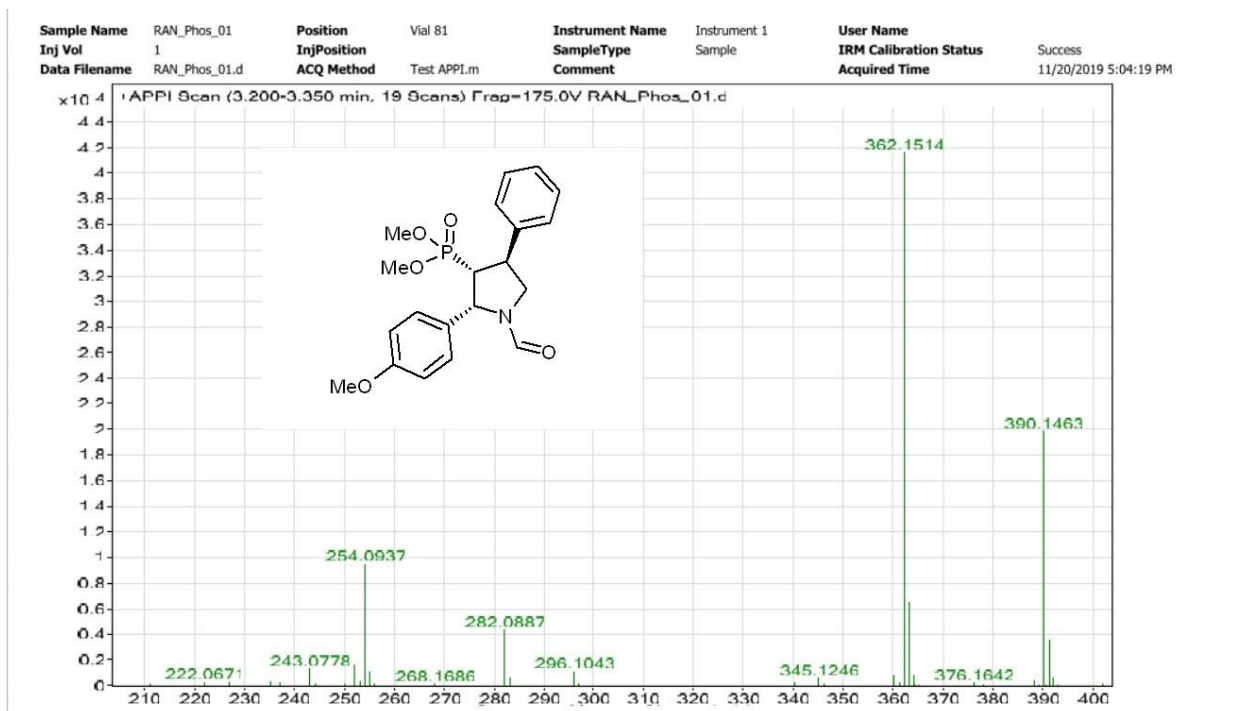 Sample Name RAN_Phos_01 Position Vial 81 Instrument Name Instrument 1 User Name
Inj Vol 1 InjPosition SampleType Sample IRM Calibration Status Success
Data Filename RAN_Phos_01.d ACQ Method Test APPI.m Comment Acquired Time 11/20/2019 5:04:19 PM
x10 4 +APPI Scan (3.200-3.350 min, 19 Scans) Frag=175.0V RAN_Phos_01.d
4.4
4.2
4
3.8
3.6
3.4
3.2
3
2.8
2.6
2.4
2.2
2
1.8
1.6
1.4
1.2
1
0.8
0.6
0.4
0.2
0
362.1514
390.1463
254.0937
282.0887
222.0671
243.0778
268.1686
296.1043
345.1246
376.1642
O
MeO
P
MeO
N
O
MeO
210 220 230 240 250 260 270 280 290 300 310 320 330 340 350 360 370 380 390 400